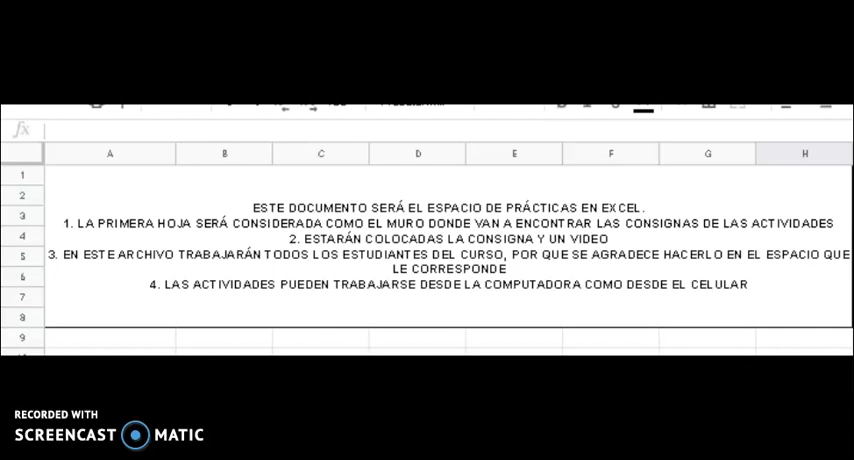 fx
A B C D E F G H
1
2
ESTE DOCUMENTO SERÁ EL ESPACIO DE PRÁCTICAS EN EXCEL.
3
1. LA PRIMERA HOJA SERÁ CONSIDERADA COMO EL MURO DONDE VAN A ENCONTRAR LAS CONSIGNAS DE LAS ACTIVIDADES
4
2. ESTARÁN COLOCADAS LA CONSIGNA Y UN VIDEO
5
3. EN ESTE ARCHIVO TRABAJARÁN TODOS LOS ESTUDIANTES DEL CURSO, POR QUE SE AGRADECE HACERLO EN EL ESPACIO QUE
LE CORRESPONDE
6
4. LAS ACTIVIDADES PUEDEN TRABAJARSE DESDE LA COMPUTADORA COMO DESDE EL CELULAR
7
8
9
RECORDED WITH
SCREENCAST MATIC